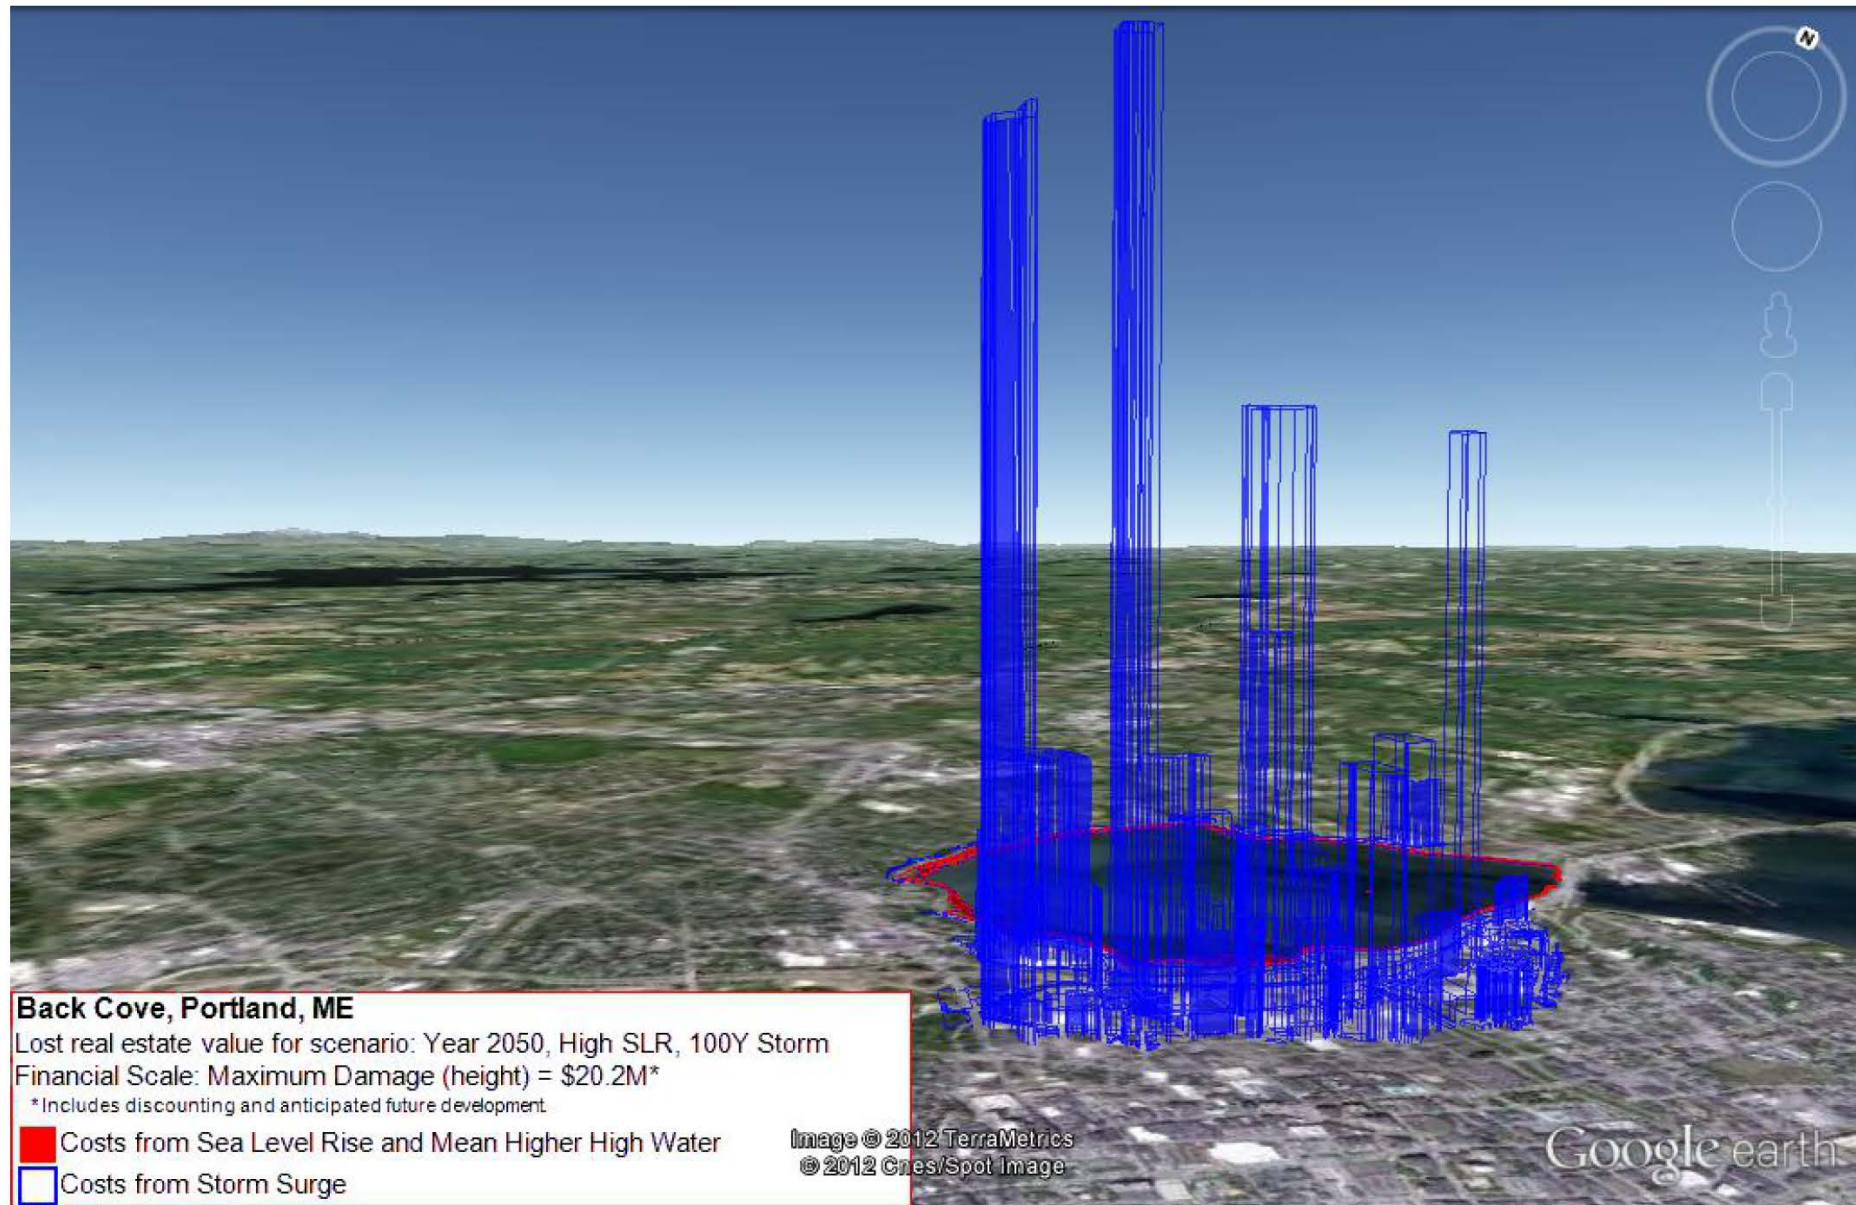 N
Back Cove, Portland, ME
Lost real estate value for scenario: Year 2050, High SLR, 100Y Storm
Financial Scale: Maximum Damage (height) = $20.2M*
*Includes discounting and anticipated future development.
Costs from Sea Level Rise and Mean Higher High Water
Costs from Storm Surge
Image © 2012 TerraMetrics
© 2012 Cnes/Spot Image
Google earth